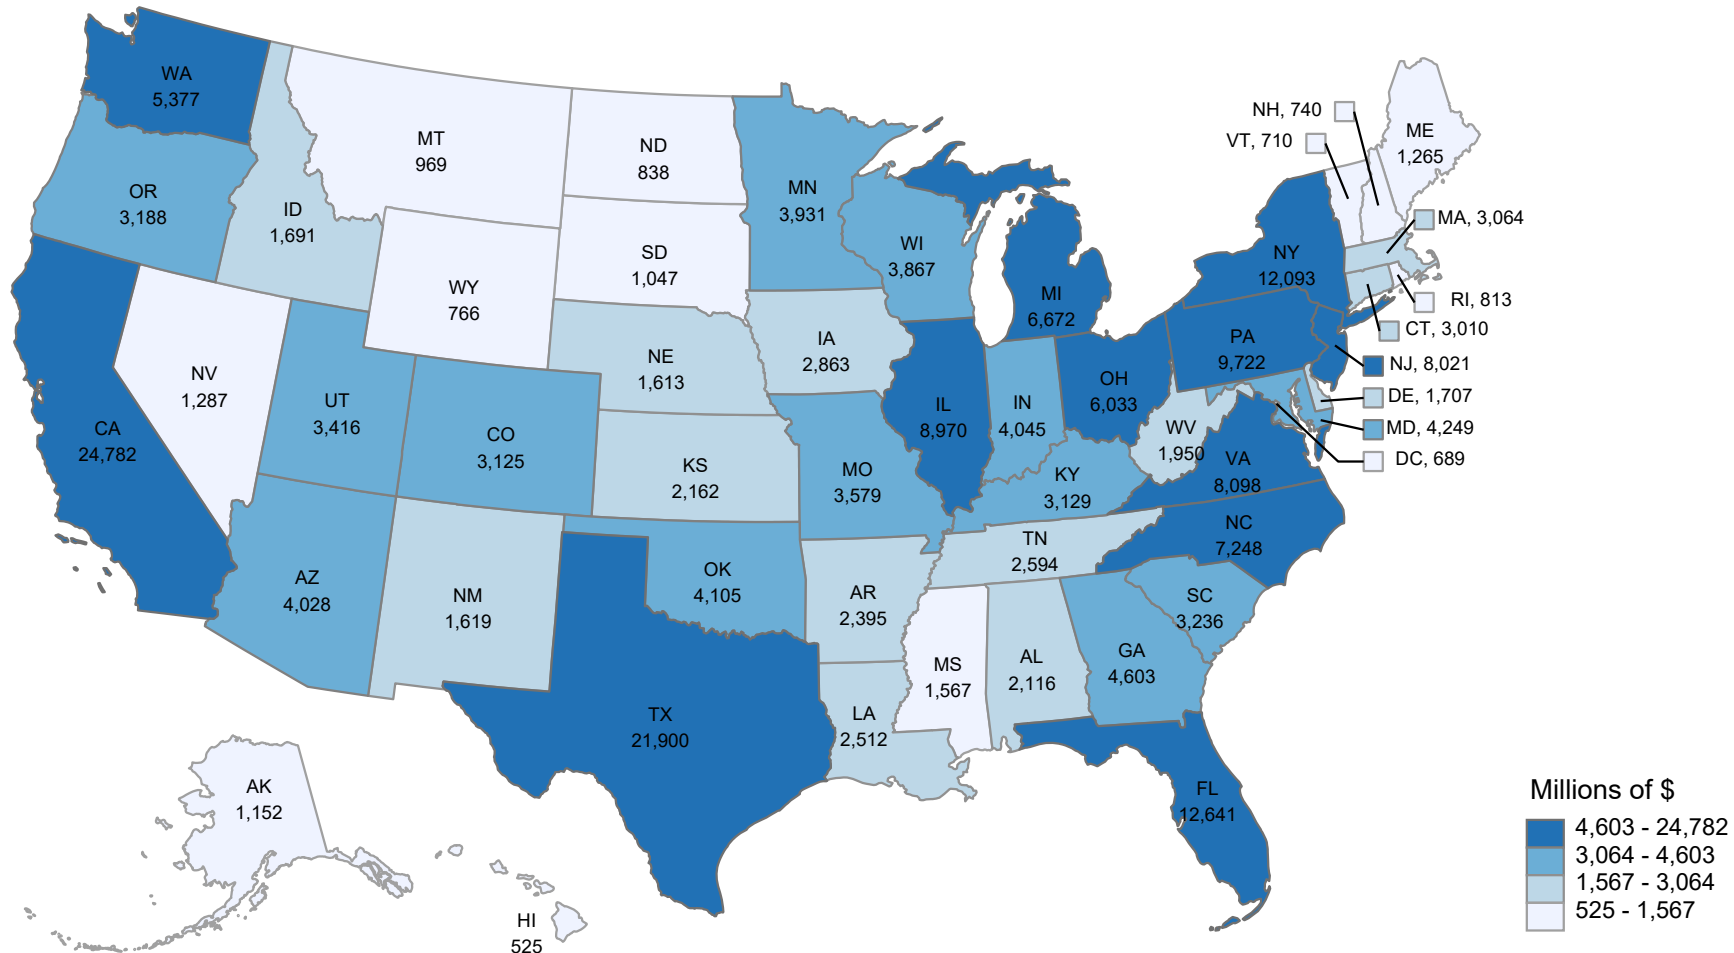 WA
5,377
MT
969
ND
838
NH, 740
VT, 710
ME
1,265
OR
3,188
ID
1,691
MN
3,931
MA, 3,064
WI
3,867
SD
1,047
NY
12,093
WY
766
MI
6,672
RI, 813
CT, 3,010
NE
1,613
IA
2,863
PA
9,722
NJ, 8,021
NV
1,287
UT
3,416
OH
6,033
DE, 1,707
IL
8,970
IN
4,045
CA
24,782
CO
3,125
WV
1,950
MD, 4,249
KS
2,162
MO
3,579
KY
3,129
VA
8,098
DC, 689
NC
7,248
TN
2,594
AZ
4,028
NM
1,619
OK
4,105
AR
2,395
SC
3,236
MS
1,567
AL
2,116
GA
4,603
TX
21,900
LA
2,512
AK
1,152
FL
12,641
HI
525
Millions of $
4,603 - 24,782
3,064 - 4,603
1,567 - 3,064
525 - 1,567